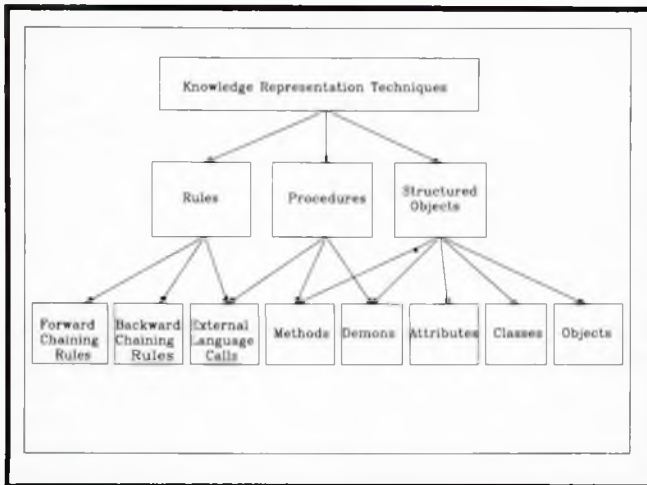 Knowledge Representation Techniques
Rules
Procedures
Structured
Objects
Forward
Chaining
Rules
Backward
Chaining
Rules
External
Language
Calls
Methods
Demons
Attributes
Classes
Objects